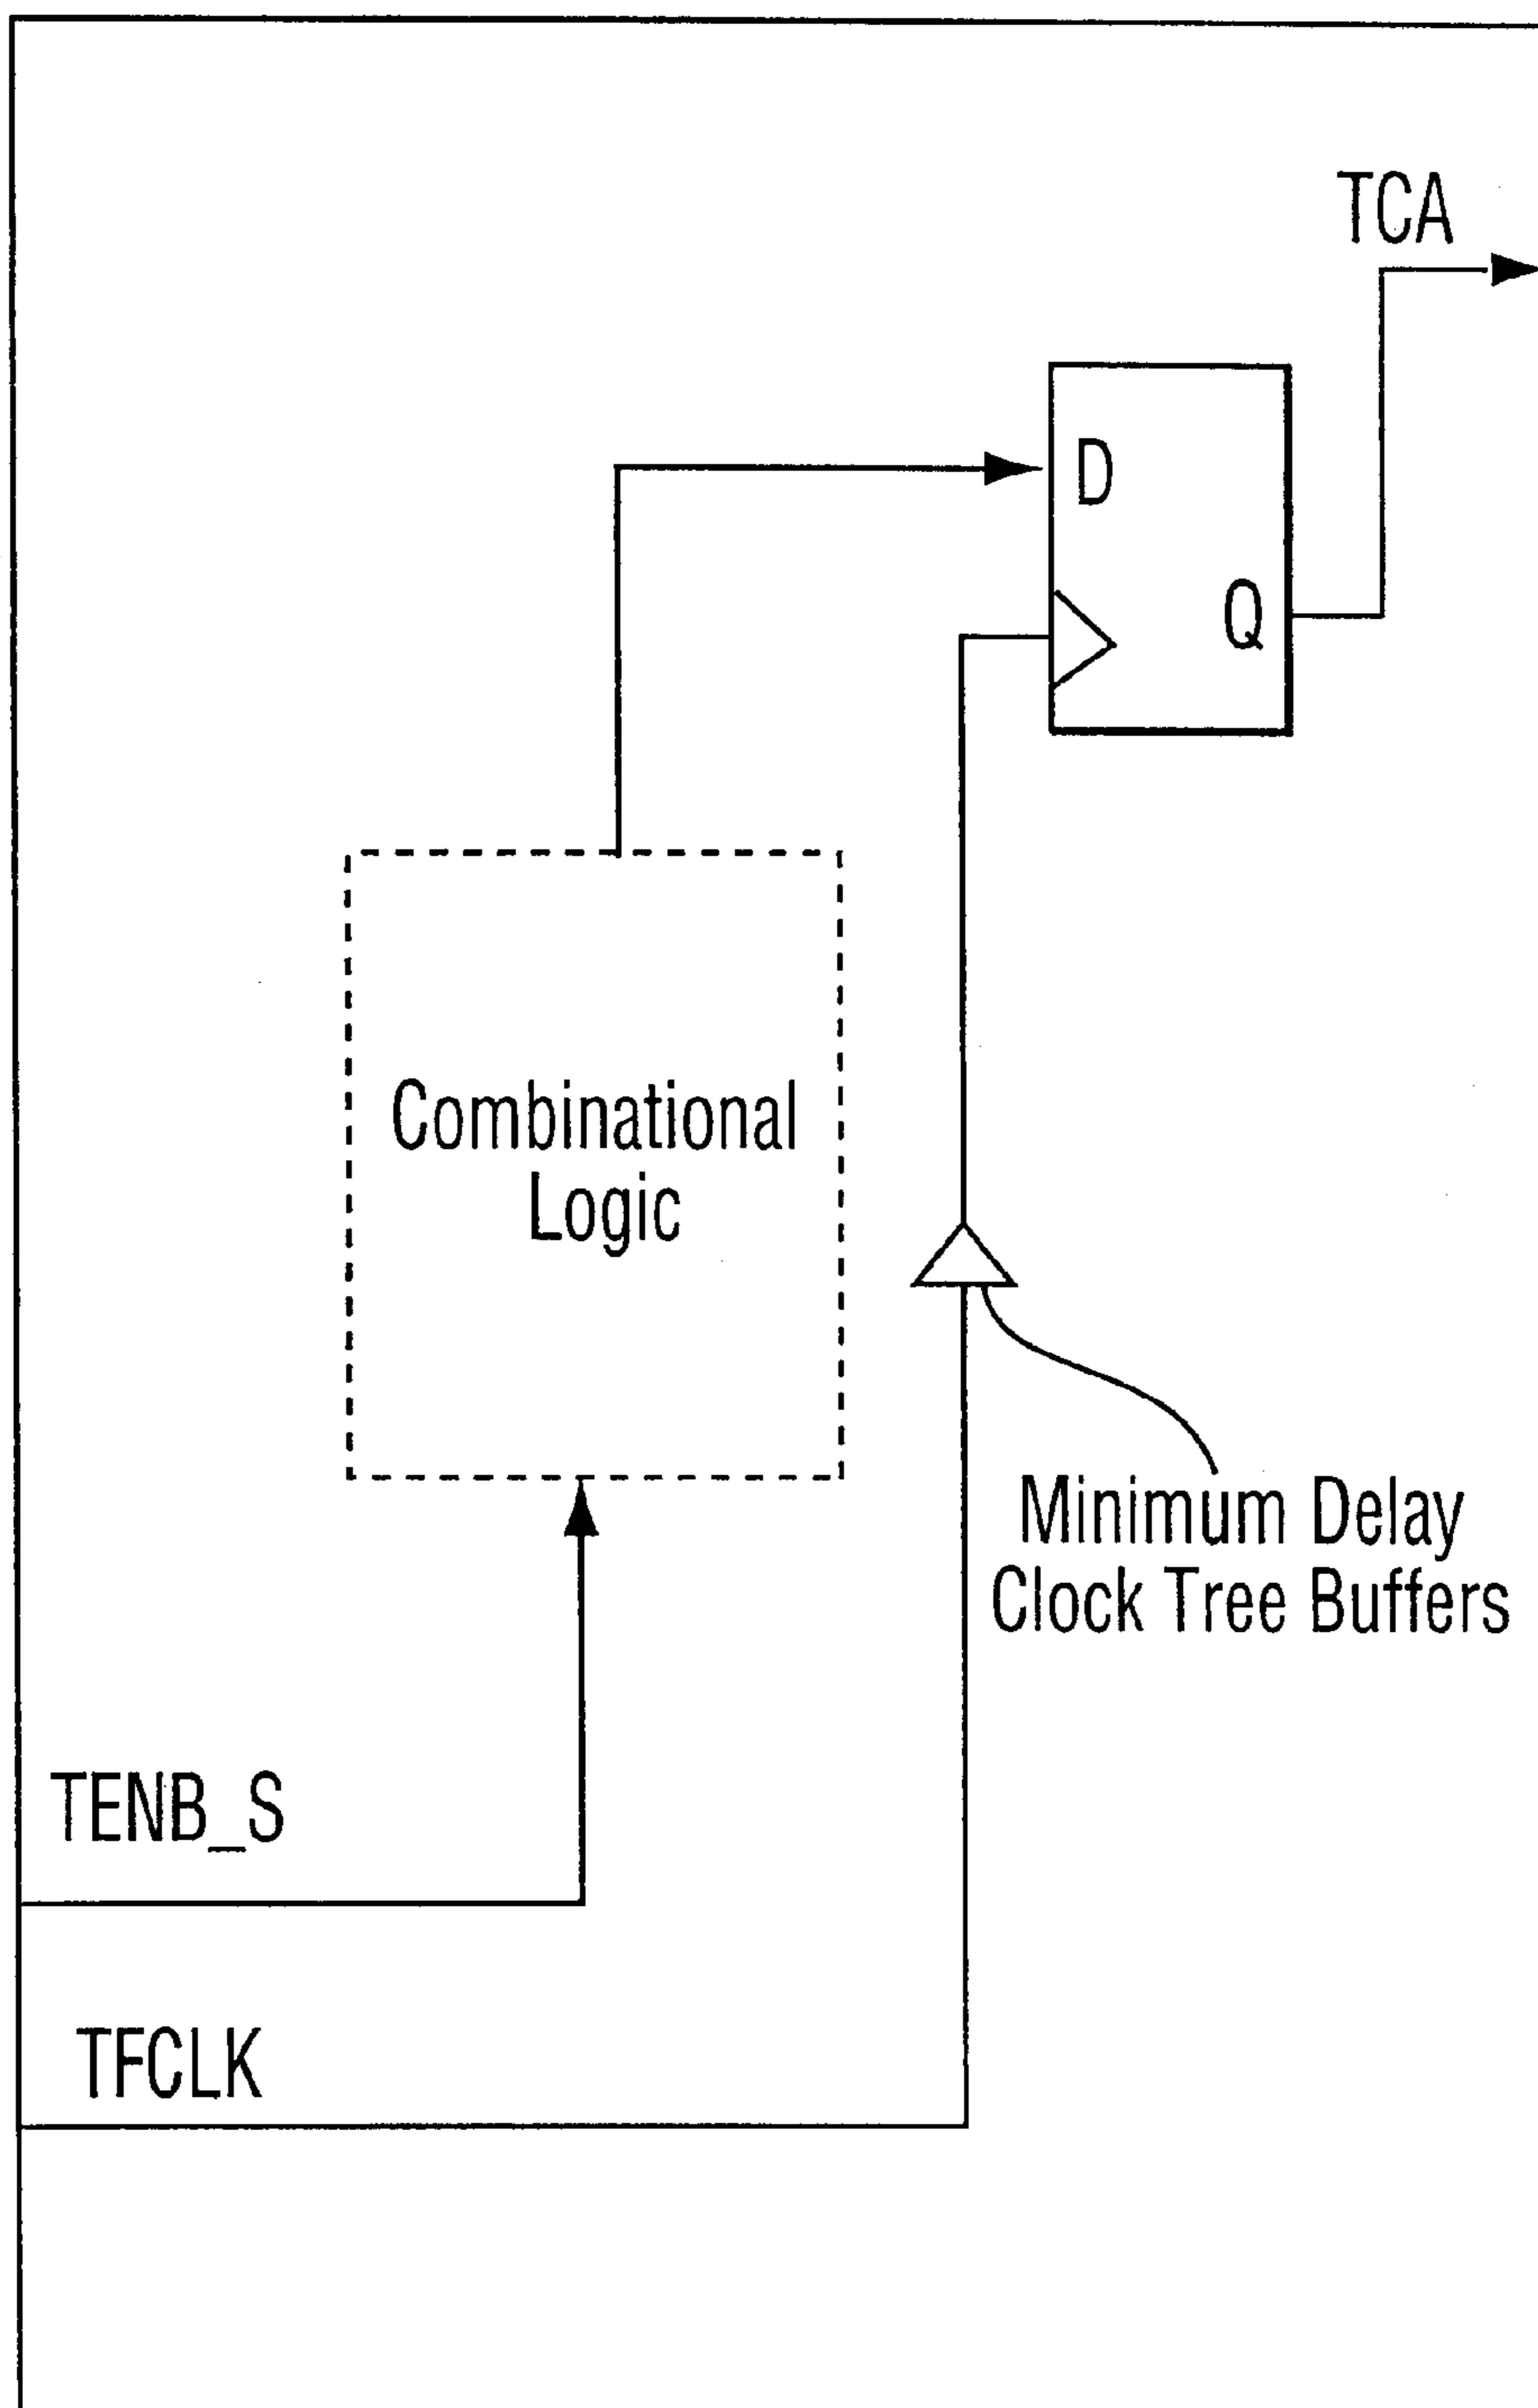 TCA
D
Q
Combinational
Logic
Minimum Delay
Clock Tree Buffers
TENB_S
TFCLK